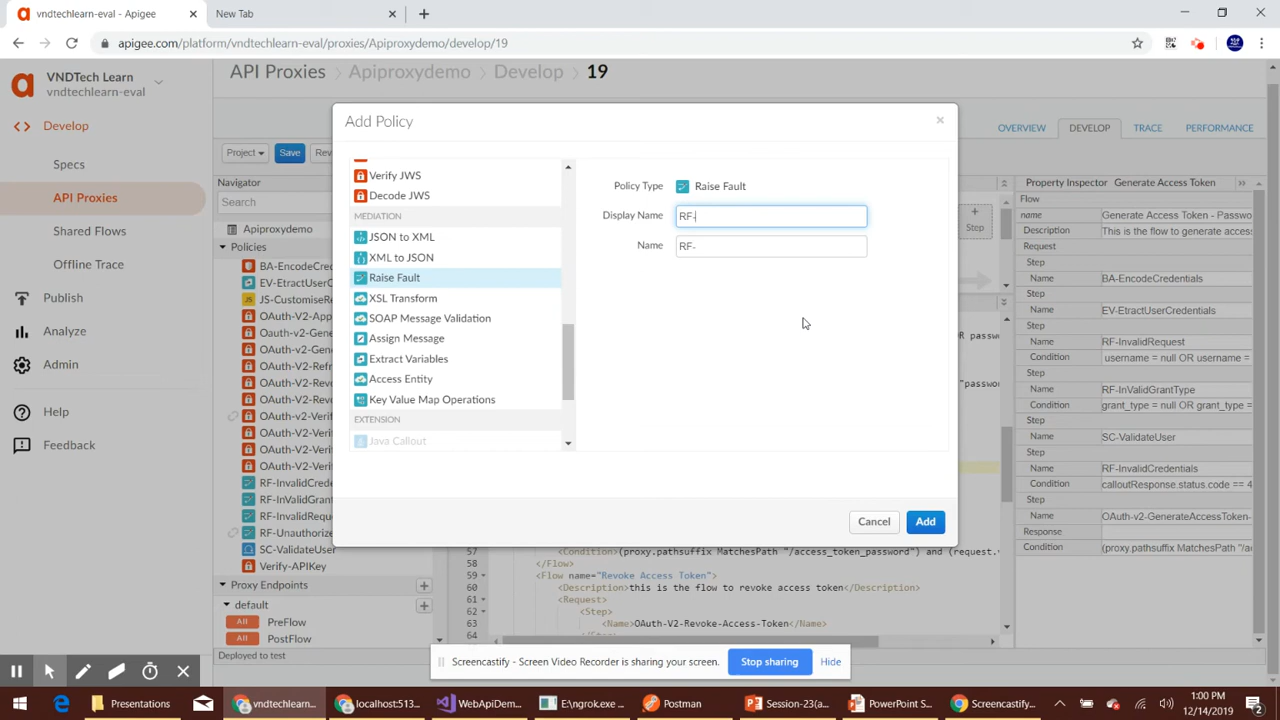 vndtechlearn-eval - Apigee
New Tab
apigee.com/platform/vndtechlearn-eval/proxies/Apiproxydemo/develop/19
VNDTech Learn
vndtechlearn-eval
Develop
Specs
API Proxies
Shared Flows
Offline Trace
Publish
Analyze
Admin
Help
Feedback
API Proxies > Apiproxydemo > Develop > 19
OVERVIEW DEVELOP TRACE PERFORMANCE
Project Save Rev
Navigator
Search
Apiproxydemo
Policies
BA-EncodeCred
EV-EtractUserC
JS-CustomiseRe
OAuth-V2-App
Oauth-v2-Gen
OAuth-v2-Gen
OAuth-V2-Refr
OAuth-V2-Rev
OAuth-V2-Rev
OAuth-V2-Veri
OAuth-V2-Veri
OAuth-V2-Veri
OAuth-V2-Veri
RF-InvalidCrede
RF-InValidGrant
RF-InvalidRequ
RF-Unauthorize
SC-ValidateUser
Verify-APIKey
Proxy Endpoints
default
All PreFlow
All PostFlow
Deployed to test
Add Policy
×
Verify JWS
Decode JWS
MEDIATION
JSON to XML
XML to JSON
Raise Fault
XSL Transform
SOAP Message Validation
Assign Message
Extract Variables
Access Entity
Key Value Map Operations
EXTENSION
Java Callout
Policy Type Raise Fault
Display Name RF-
Name RF-
Cancel Add
Step
Property Inspector Generate Access Token
Flow
name Generate Access Token - Passwo
Description This is the flow to generate acces
Request
Step
Name BA-EncodeCredentials
Step
Name EV-EtractUserCredentials
Step
Name RF-InvalidRequest
Condition username = null OR username =
Step
Name RF-InValidGrantType
Condition grant_type = null OR grant_type =
Step
Name SC-ValidateUser
Step
Name RF-InvalidCredentials
Condition calloutResponse.status.code == 4
Step
Name OAuth-v2-GenerateAccessToken-
Response
Condition (proxy.pathsuffix MatchesPath "/a
OR passwo
"passwor
57 <Condition>(proxy.pathsuffix MatchesPath "/access_token_password") and (request.v
58 </Flow>
59 <Flow name="Revoke Access Token">
60 <Description>this is the flow to revoke access token</Description>
61 <Request>
62 <Step>
63 <Name>OAuth-V2-Revoke-Access-Token</Name>
64
Screencastify - Screen Video Recorder is sharing your screen. Stop sharing Hide
Presentations
vndtechlearn...
localhost:513...
WebApiDemo...
E:\ngrok.exe ...
Postman
Session-23(a...
PowerPoint S...
Screencastify...
1:00 PM
12/14/2019
2